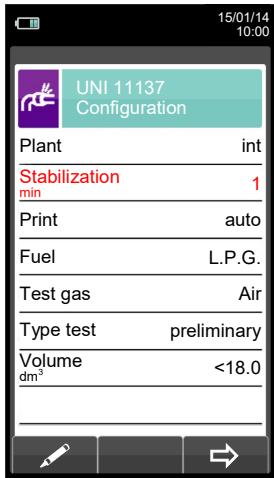 15/01/14
10:00
UNI 11137
Configuration
Plant int
Stabilization
min 1
Print auto
Fuel L.P.G.
Test gas Air
Type test preliminary
Volume
dm³ <18.0